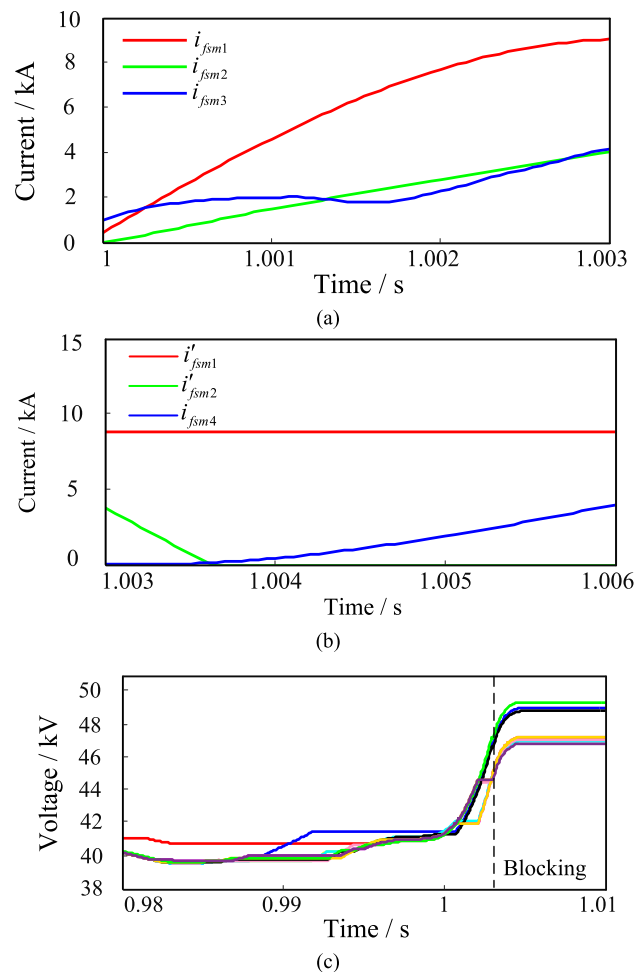 10
8
6
4
2
0
Current / kA
i_fsm1
i_fsm2
i_fsm3
1
1.001
1.002
1.003
Time / s
(a)
15
10
5
0
Current / kA
i'_fsm1
i'_fsm2
i_fsm4
1.003
1.004
1.005
1.006
Time / s
(b)
50
48
46
44
42
40
38
Voltage / kV
Blocking
0.98
0.99
1
1.01
Time / s
(c)